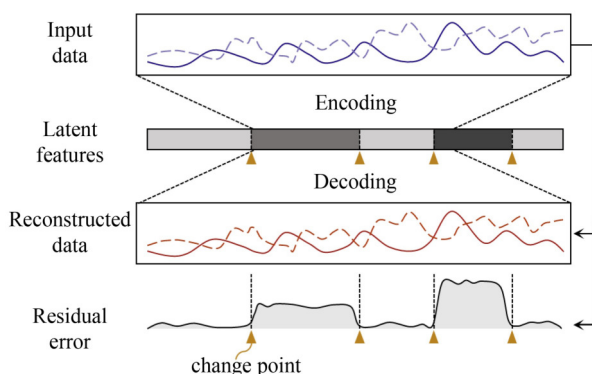 Input
data
Encoding
Latent
features
Decoding
Reconstructed
data
Residual
error
change point